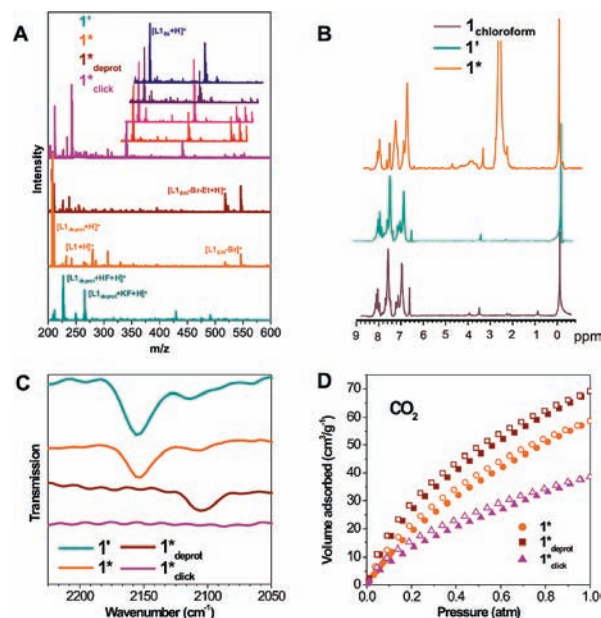 A
1'
1*
1*deprot
1*click
[L1tri+H]+
[L1dim-Br-Et+H]+
[L1deprot+H]+
[L1+H]+
[L1dim-Br]+
[L1deprot+HF+H]+
[L1deprot+KF+H]+
Intensity
200 250 300 350 400 450 500 550 600
m/z
B
1chloroform
1'
1*
9 8 7 6 5 4 3 2 1 0 ppm
C
Transmission
1' 1*deprot
1* 1*click
2200 2150 2100 2050
Wavenumber (cm-1)
D
CO2
Volume adsorbed (cm3/g-1)
70
60
50
40
30
20
10
0
1*
1*deprot
1*click
0.0 0.2 0.4 0.6 0.8 1.0
Pressure (atm)